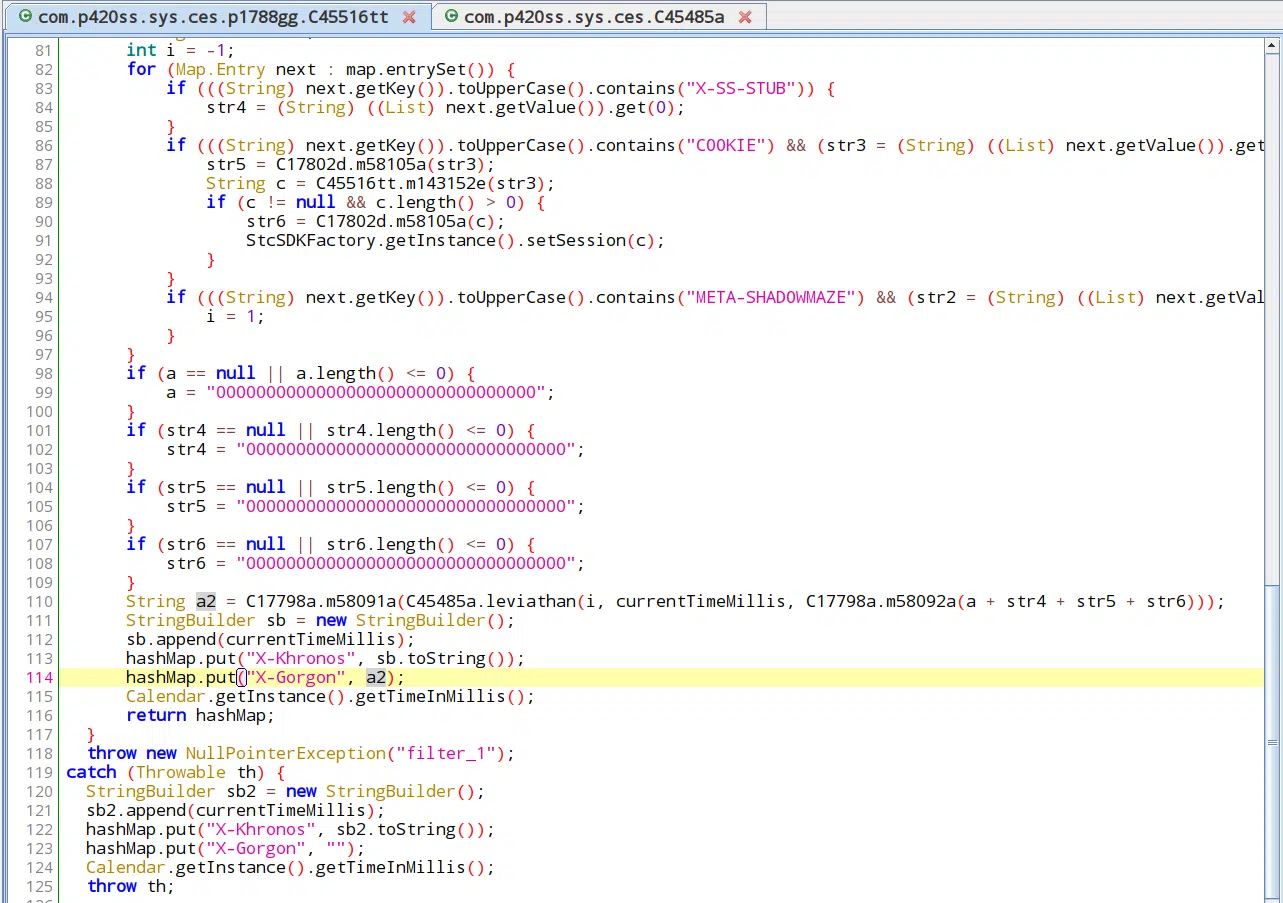 com.p420ss.sys.ces.p1788gg.C45516tt com.p420ss.sys.ces.C45485a
81 int i = -1;
82 for (Map.Entry next : map.entrySet()) {
83 if (((String) next.getKey()).toUpperCase().contains("X-SS-STUB")) {
84 str4 = (String) ((List) next.getValue()).get(0);
85 }
86 if (((String) next.getKey()).toUpperCase().contains("COOKIE") && (str3 = (String) ((List) next.getValue()).get
87 str5 = C17802d.m58105a(str3);
88 String c = C45516tt.m143152e(str3);
89 if (c != null && c.length() > 0) {
90 str6 = C17802d.m58105a(c);
91 StcSDKFactory.getInstance().setSession(c);
92 }
93 }
94 if (((String) next.getKey()).toUpperCase().contains("META-SHADOWMAZE") && (str2 = (String) ((List) next.getVal
95 i = 1;
96 }
97 }
98 if (a == null || a.length() <= 0) {
99 a = "00000000000000000000000000000000";
100 }
101 if (str4 == null || str4.length() <= 0) {
102 str4 = "00000000000000000000000000000000";
103 }
104 if (str5 == null || str5.length() <= 0) {
105 str5 = "00000000000000000000000000000000";
106 }
107 if (str6 == null || str6.length() <= 0) {
108 str6 = "00000000000000000000000000000000";
109 }
110 String a2 = C17798a.m58091a(C45485a.leviathan(i, currentTimeMillis, C17798a.m58092a(a + str4 + str5 + str6)));
111 StringBuilder sb = new StringBuilder();
112 sb.append(currentTimeMillis);
113 hashMap.put("X-Khronos", sb.toString());
114 hashMap.put("X-Gorgon", a2);
115 Calendar.getInstance().getTimeInMillis();
116 return hashMap;
117 }
118 throw new NullPointerException("filter_1");
119 catch (Throwable th) {
120 StringBuilder sb2 = new StringBuilder();
121 sb2.append(currentTimeMillis);
122 hashMap.put("X-Khronos", sb2.toString());
123 hashMap.put("X-Gorgon", "");
124 Calendar.getInstance().getTimeInMillis();
125 throw th;